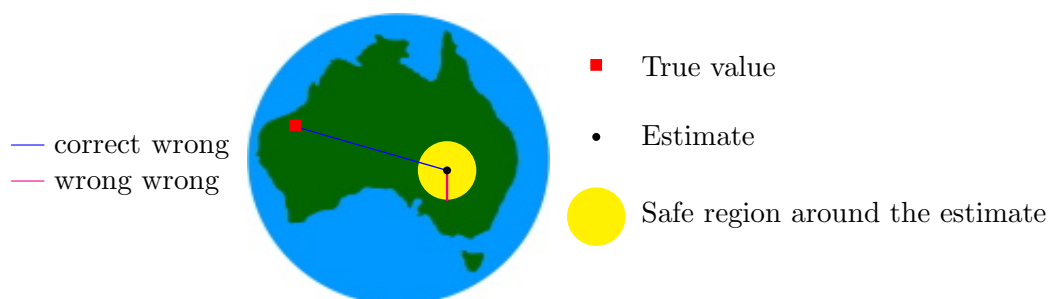 correct wrong
wrong wrong
True value
Estimate
Safe region around the estimate